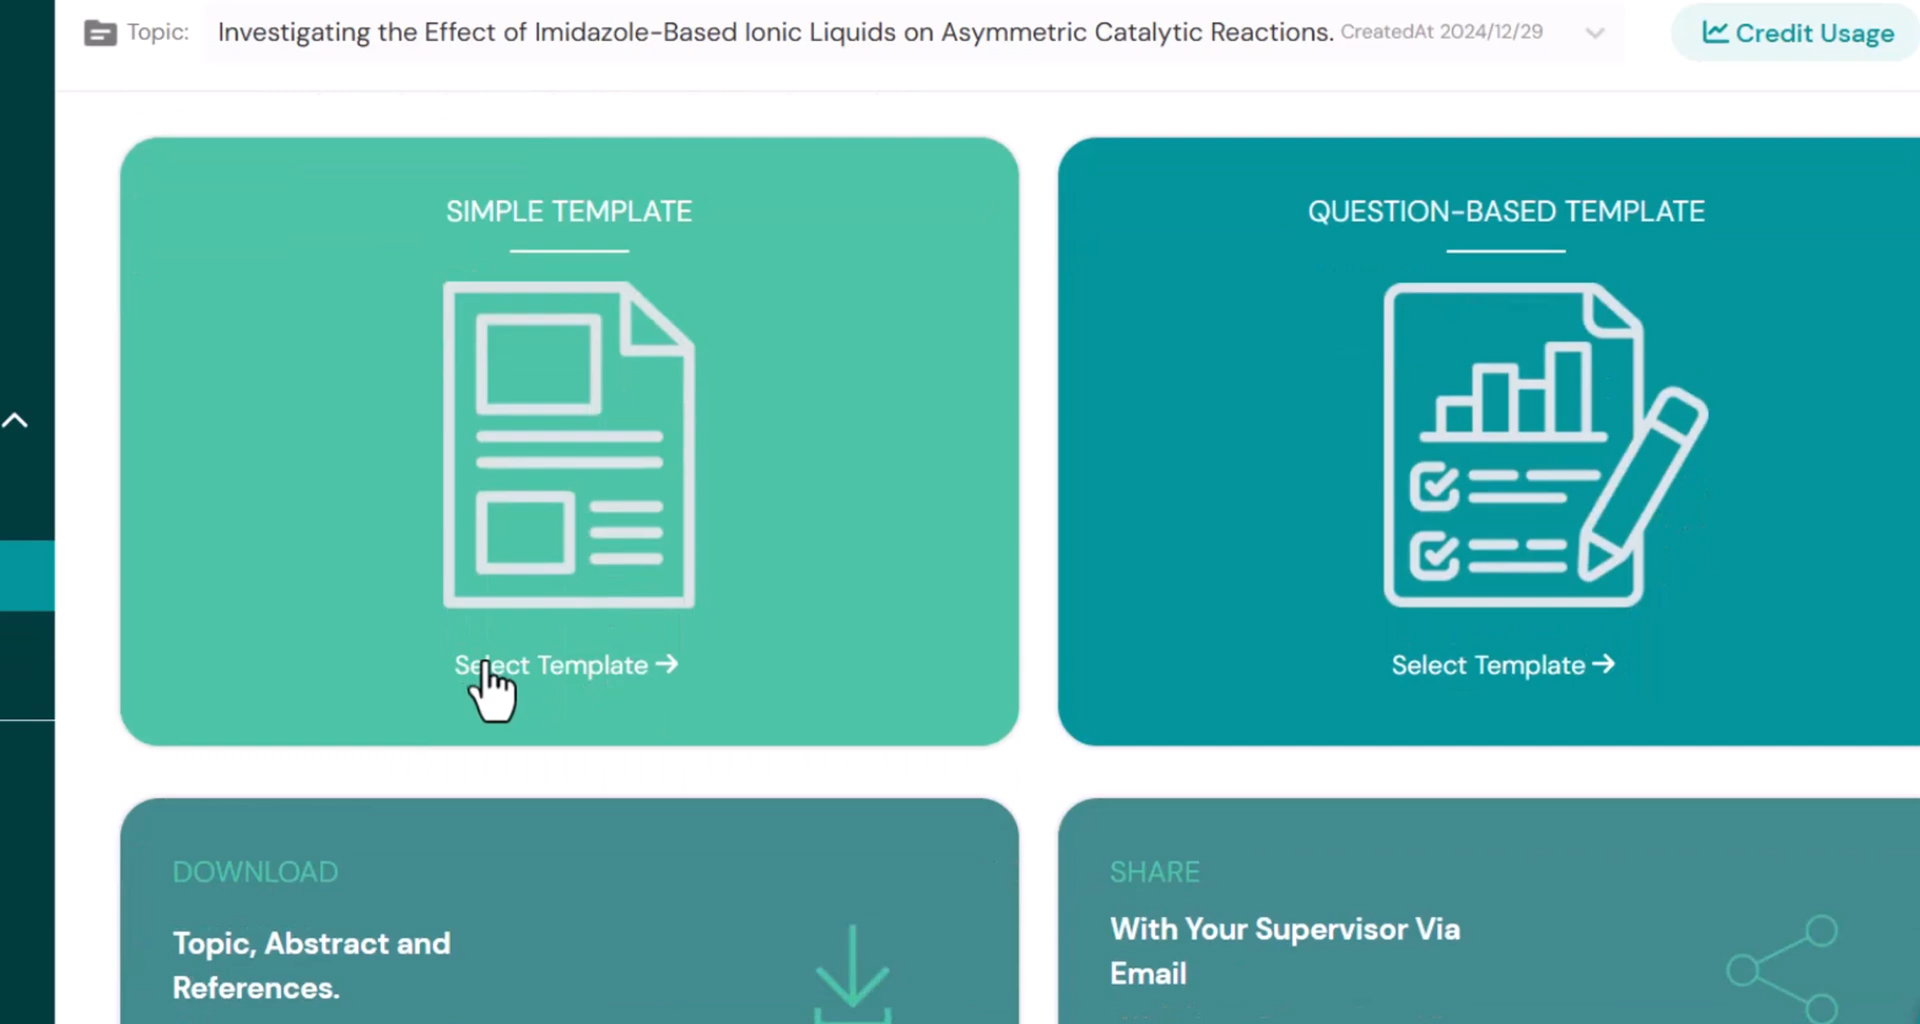 Topic:
Investigating the Effect of Imidazole-Based Ionic Liquids on Asymmetric Catalytic Reactions. CreatedAt 2024/12/29
Credit Usage
SIMPLE TEMPLATE
Select Template
QUESTION-BASED TEMPLATE
Select Template
DOWNLOAD
Topic, Abstract and
References.
SHARE
With Your Supervisor Via
Email